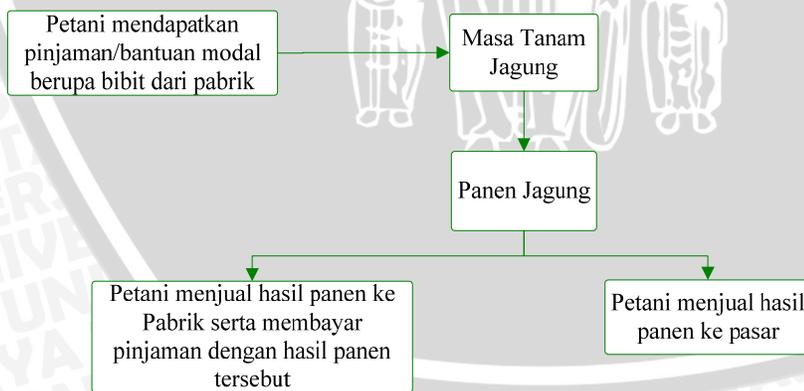 Petani mendapatkan
pinjaman/bantuan modal
berupa bibit dari pabrik
Masa Tanam
Jagung
Panen Jagung
Petani menjual hasil panen ke
Pabrik serta membayar
pinjaman dengan hasil panen
tersebut
Petani menjual hasil
panen ke pasar